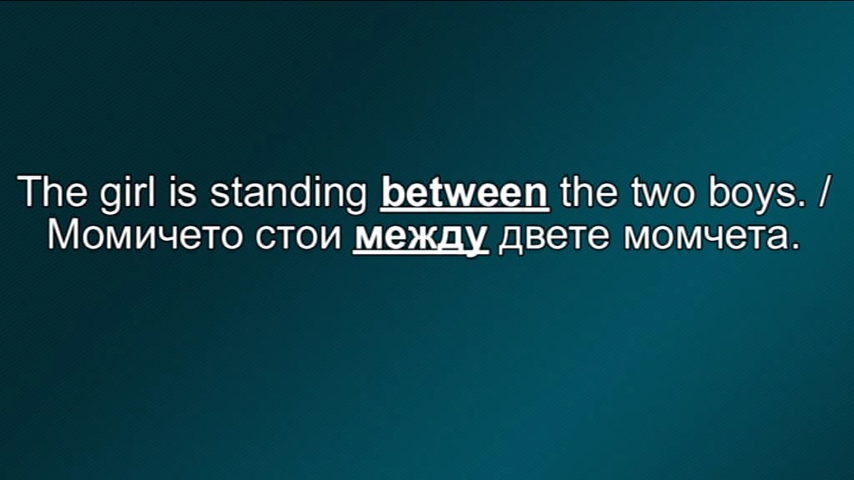 The girl is standing between the two boys. /
Момичето стои между двете момчета.